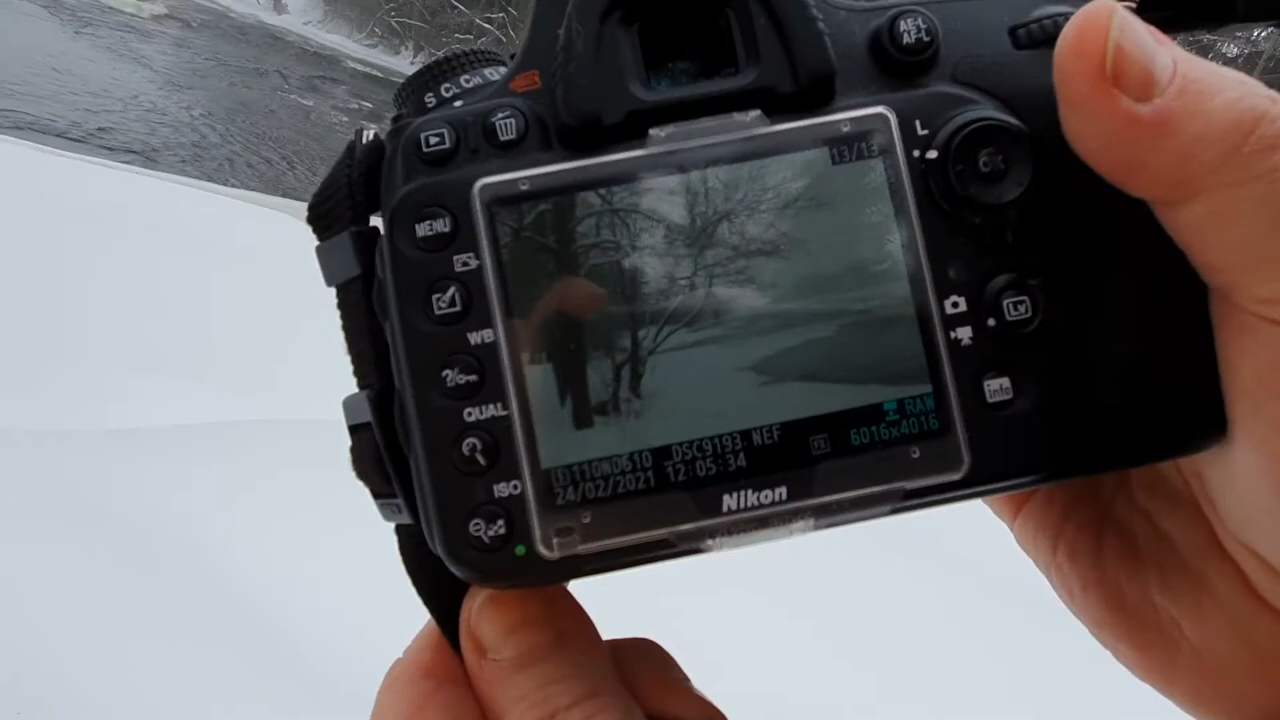 AE-L
AF-L
S CL CH Q
L
13/13
OK
MENU
WB
?/
QUAL
ISO
Lv
info
RAW
110ND610 _DSC9193.NEF FX 6016x4016
24/02/2021 12:05:34
Nikon